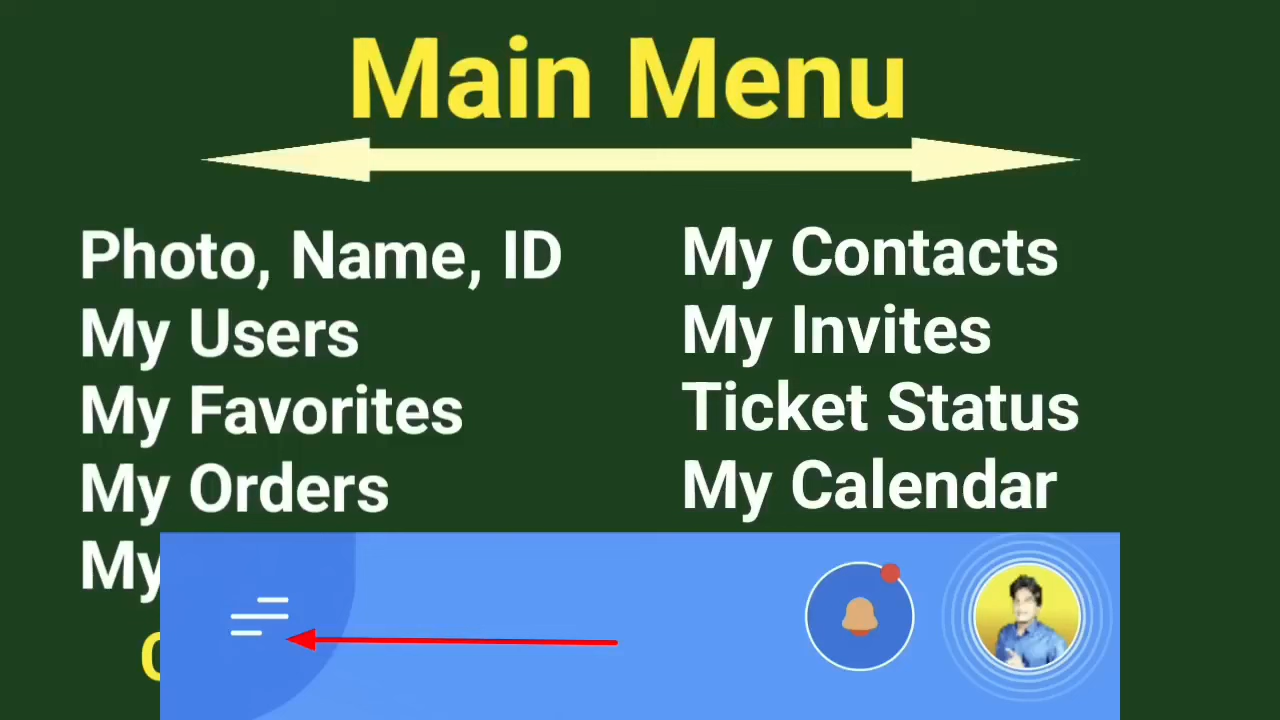 Main Menu
Photo, Name, ID
My Users
My Favorites
My Orders
My
My Contacts
My Invites
Ticket Status
My Calendar